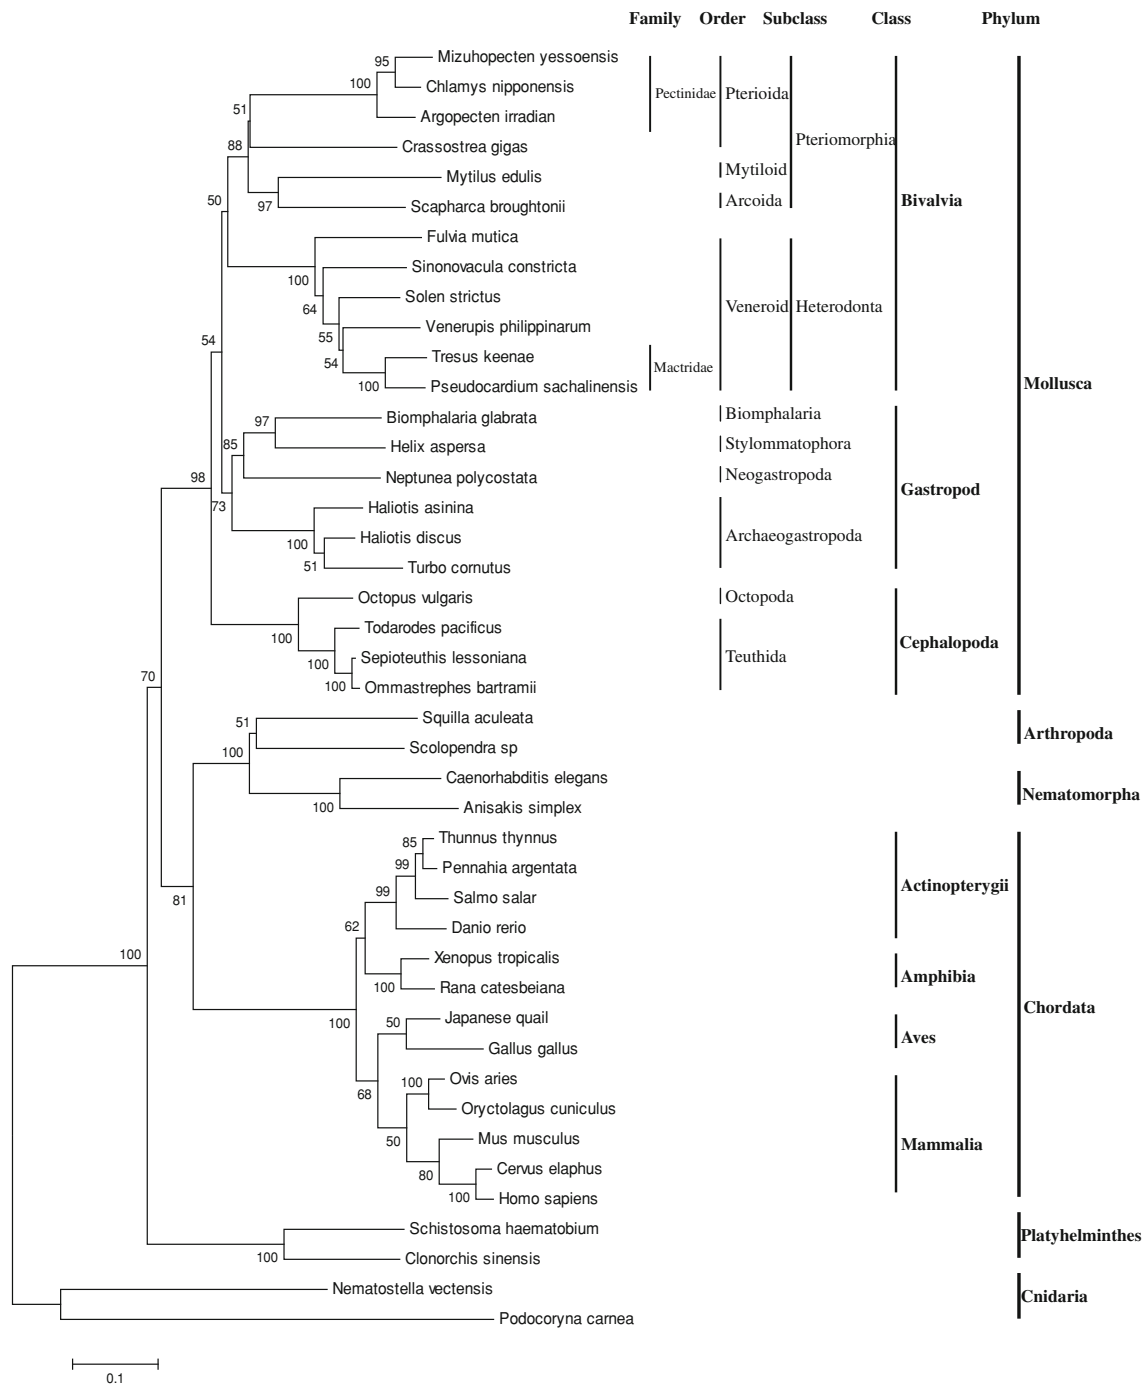 Family Order Subclass Class Phylum
Mizuhopecten yessoensis
95
Chlamys nipponensis
100
Pectinidae Pterioida
51
Argopecten irradian
Pteriomorphia
88
Crassostrea gigas
Mytiloid
Mytilus edulis
50
97
Scapharca broughtonii
Arcoida
Bivalvia
Fulvia mutica
100
Sinonovacula constricta
64
Solen strictus
Veneroid Heterodonta
55
Venerupis philippinarum
54
54
Tresus keenae
Mactridae
100
Pseudocardium sachalinensis
Mollusca
97
Biomphalaria glabrata
Biomphalaria
85
Helix aspersa
Stylommatophora
98
Neptunea polycostata
Neogastropoda
Gastropod
73
Haliotis asinina
100
Haliotis discus
Archaeogastropoda
51
Turbo cornutus
Octopus vulgaris
Octopoda
100
Todarodes pacificus
100
Sepioteuthis lessoniana
Teuthida
Cephalopoda
70
100
Ommastrephes bartramii
51
Squilla aculeata
Arthropoda
100
Scolopendra sp
Caenorhabditis elegans
Nematomorpha
100
Anisakis simplex
85
Thunnus thynnus
99
Pennahia argentata
Actinopterygii
99
Salmo salar
81
62
Danio rerio
100
Xenopus tropicalis
Amphibia
100
Rana catesbeiana
Chordata
100
50
Japanese quail
Aves
Gallus gallus
68
100
Ovis aries
Oryctolagus cuniculus
50
Mus musculus
Mammalia
80
Cervus elaphus
100
Homo sapiens
Schistosoma haematobium
Platyhelminthes
100
Clonorchis sinensis
Nematostella vectensis
Cnidaria
Podocoryna carnea
0.1